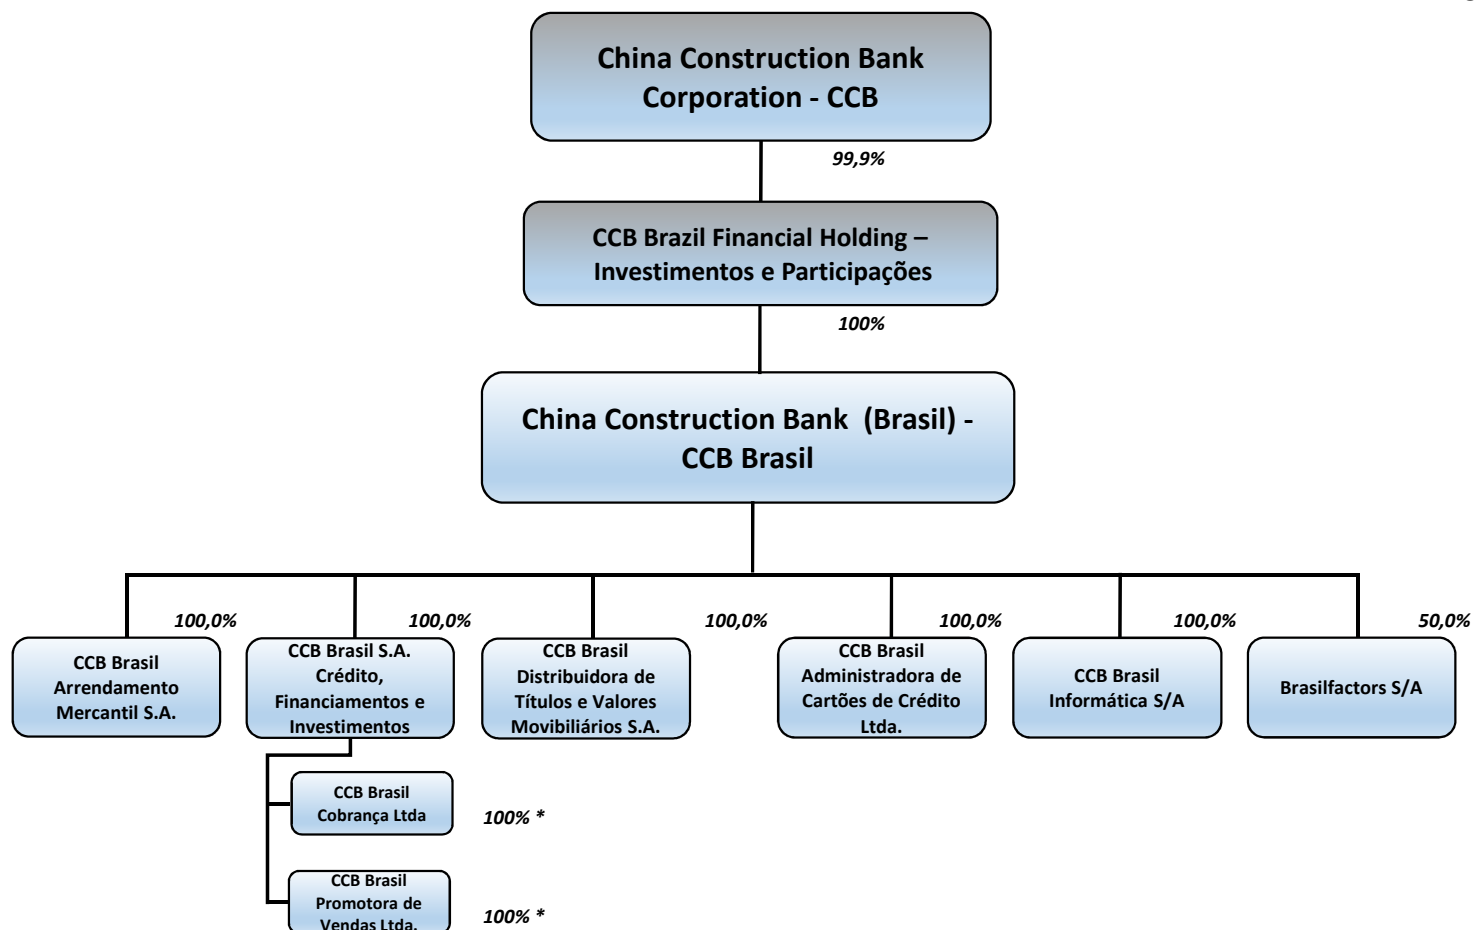 China Construction Bank
Corporation - CCB
99,9%
CCB Brazil Financial Holding –
Investimentos e Participações
100%
China Construction Bank (Brasil) -
CCB Brasil
100,0%
100,0%
100,0%
100,0%
100,0%
50,0%
CCB Brasil
Arrendamento
Mercantil S.A.
CCB Brasil S.A.
Crédito,
Financiamentos e
Investimentos
CCB Brasil
Distribuidora de
Títulos e Valores
Movibiliários S.A.
CCB Brasil
Administradora de
Cartões de Crédito
Ltda.
CCB Brasil
Informática S/A
Brasilfactors S/A
CCB Brasil
Cobrança Ltda
100% *
CCB Brasil
Promotora de
Vendas Ltda.
100% *